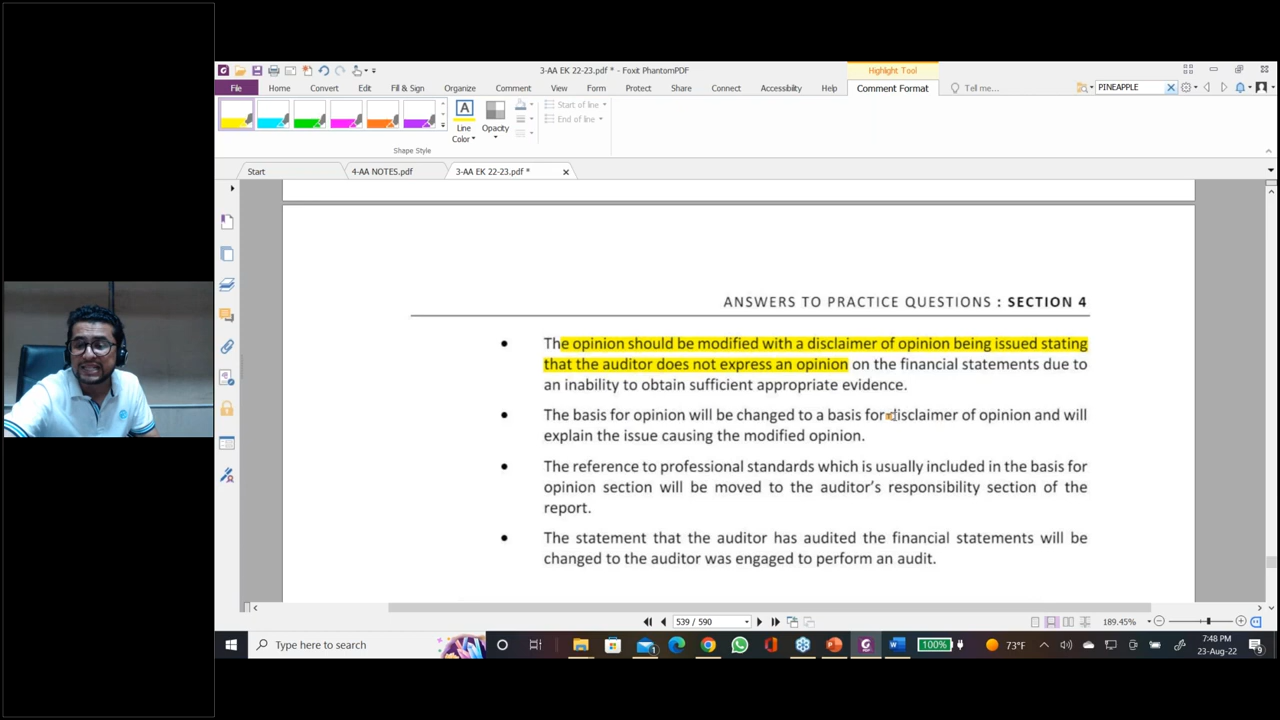 3-AA EK 22-23.pdf * - Foxit PhantomPDF
Highlight Tool
File Home Convert Edit Fill & Sign Organize Comment View Form Protect Share Connect Accessibility Help Comment Format Tell me... PINEAPPLE
Line Color
Opacity
Start of line
End of line
Shape Style
Start 4-AA NOTES.pdf 3-AA EK 22-23.pdf *
ANSWERS TO PRACTICE QUESTIONS : SECTION 4
• The opinion should be modified with a disclaimer of opinion being issued stating
that the auditor does not express an opinion on the financial statements due to
an inability to obtain sufficient appropriate evidence.
• The basis for opinion will be changed to a basis for disclaimer of opinion and will
explain the issue causing the modified opinion.
• The reference to professional standards which is usually included in the basis for
opinion section will be moved to the auditor's responsibility section of the
report.
• The statement that the auditor has audited the financial statements will be
changed to the auditor was engaged to perform an audit.
539 / 590 189.45%
Type here to search
100% 73°F
7:48 PM
23-Aug-22